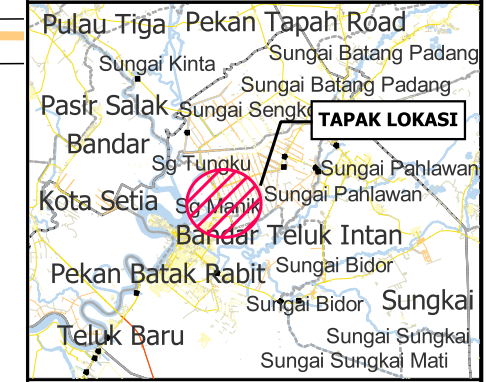 Pulau Tiga
Pekan Tapah Road
Sungai Batang Padang
Sungai Kinta
Sungai Batang Padang
Pasir Salak
Sungai Sengko
TAPAK LOKASI
Bandar
Sg Tungku
Sungai Pahlawan
Kota Setia
Sungai Pahlawan
Sg Manik
Bandar Teluk Intan
Pekan Batak Rabit
Sungai Bidor
Sungai Bidor
Sungkai
Teluk Baru
Sungai Sungkai
Sungai Sungkai Mati